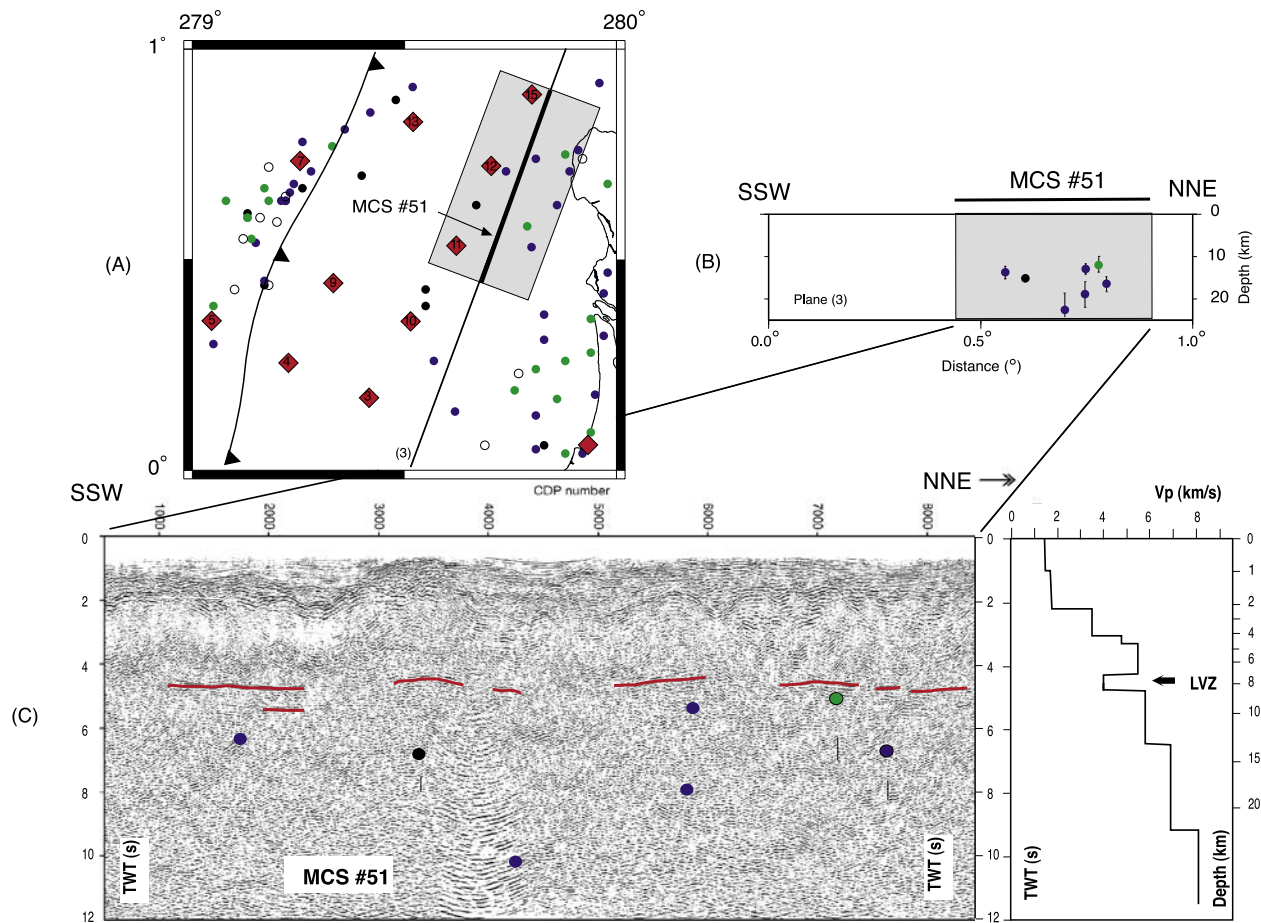 279° 280°
1°
15
13
7
12
MCS #51
11
(A)
9
5
10
4
3
(3)
0°
MCS #51
SSW NNE
0
10
20
Depth (km)
(B)
Plane (3)
0.0° 0.5° 1.0°
Distance (°)
SSW
CDP number
NNE
1000 2000 3000 4000 5000 6000 7000 8000
0
2
4
6
8
10
12
TWT (s)
MCS #51
TWT (s)
0
2
4
6
8
10
12
(C)
Vp (km/s)
0 2 4 6 8
0
1
2
4
6
8
10
15
20
LVZ
TWT (s)
Depth (km)